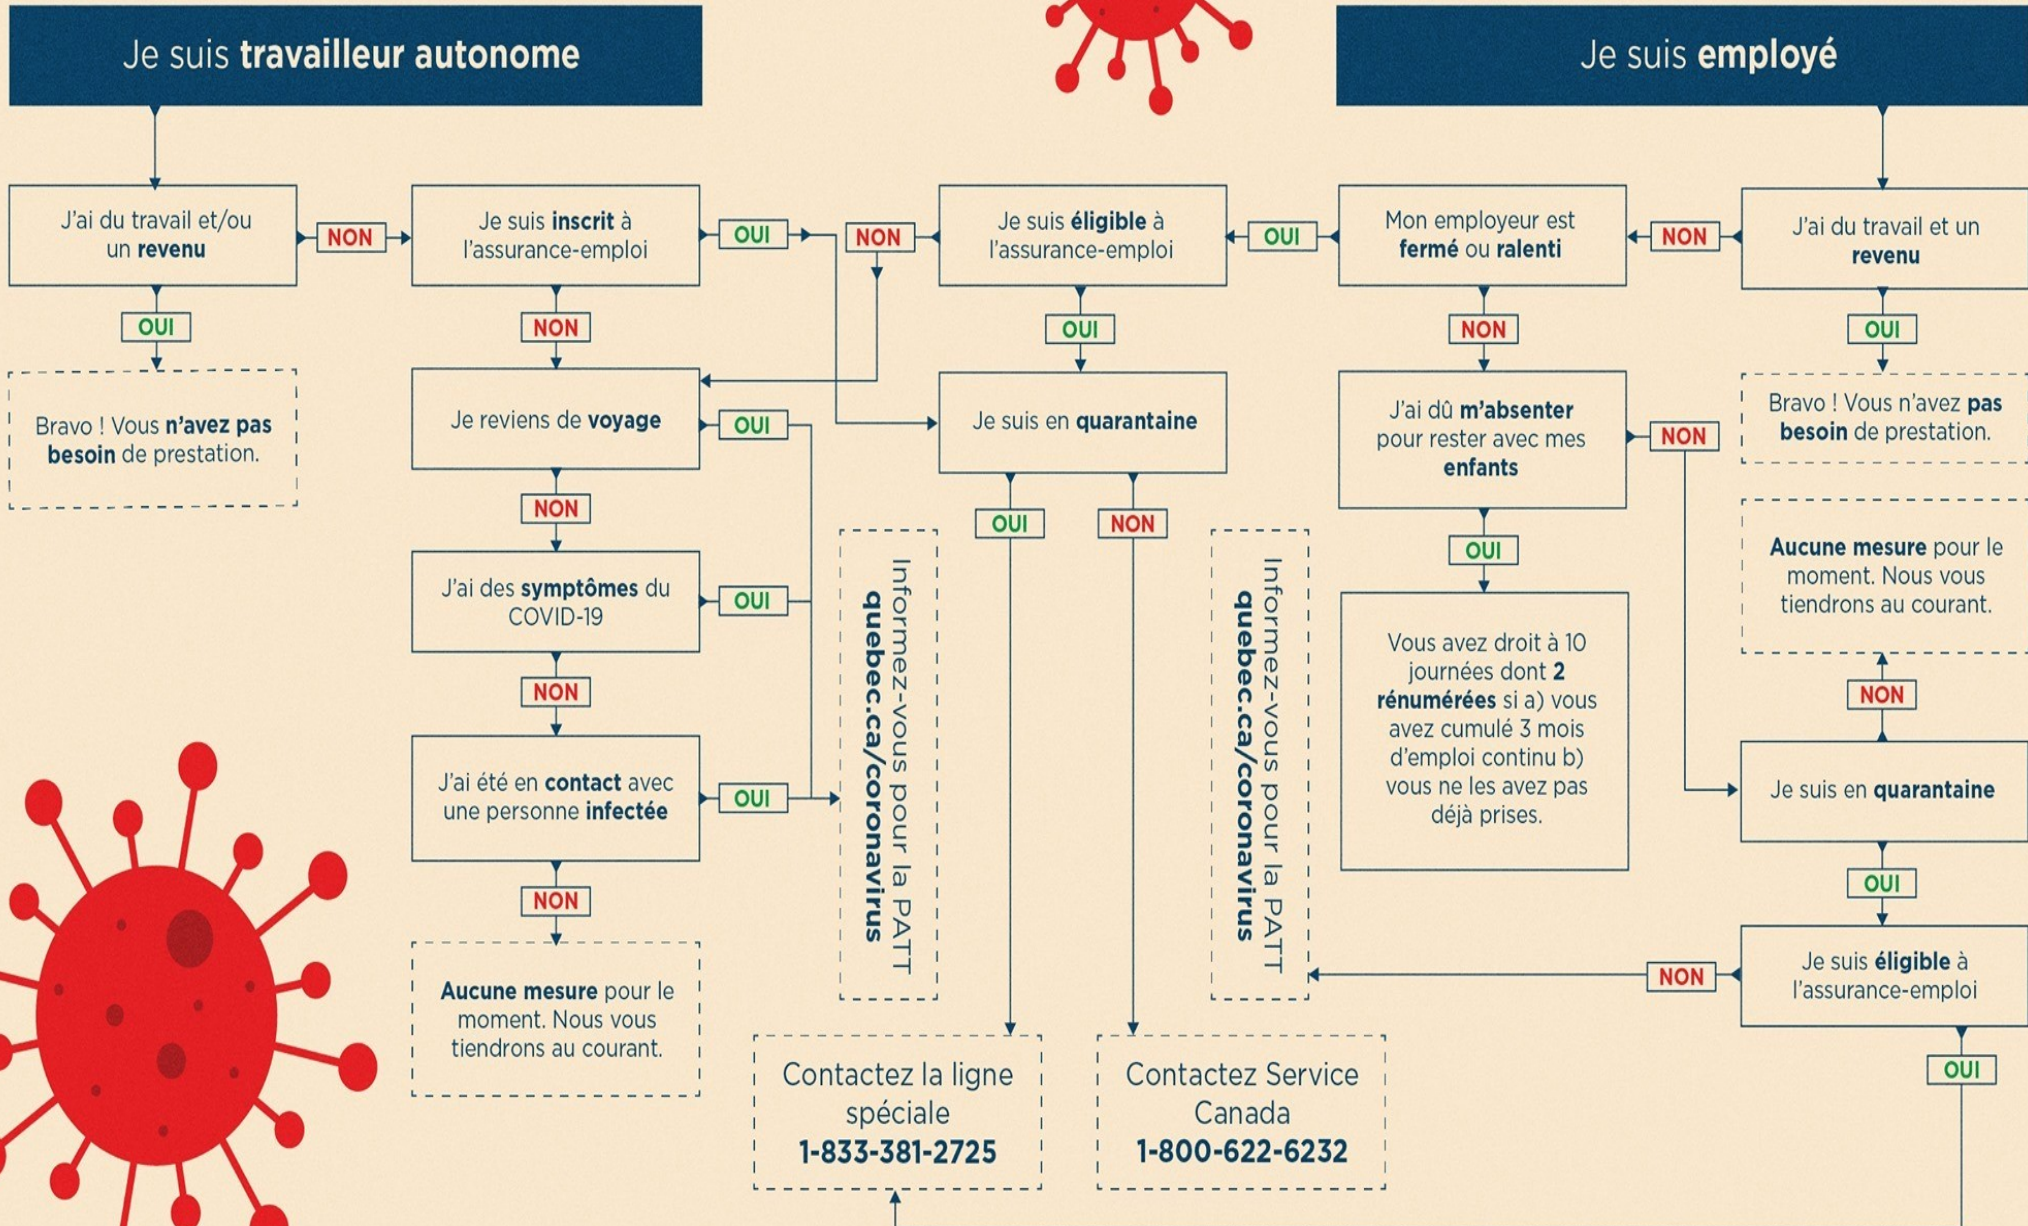 Je suis travailleur autonome
J'ai du travail et/ou
un revenu
NON
OUI
Bravo ! Vous n'avez pas
besoin de prestation.
Je suis inscrit à
l'assurance-emploi
OUI
NON
Je reviens de voyage
OUI
NON
J'ai des symptômes du
COVID-19
OUI
NON
J'ai été en contact avec
une personne infectée
OUI
NON
Aucune mesure pour le
moment. Nous vous
tiendrons au courant.
Informez-vous pour la PATT
quebec.ca/coronavirus
Je suis employé
J'ai du travail et un
revenu
NON
OUI
Bravo ! Vous n'avez pas
besoin de prestation.
Mon employeur est
fermé ou ralenti
OUI
NON
Je suis éligible à
l'assurance-emploi
NON
OUI
Je suis en quarantaine
OUI
NON
Contactez la ligne
spéciale
1-833-381-2725
Contactez Service
Canada
1-800-622-6232
J'ai dû m'absenter
pour rester avec mes
enfants
NON
OUI
Vous avez droit à 10
journées dont 2
rénumérées si a) vous
avez cumulé 3 mois
d'emploi continu b)
vous ne les avez pas
déjà prises.
Aucune mesure pour le
moment. Nous vous
tiendrons au courant.
NON
Je suis en quarantaine
OUI
Je suis éligible à
l'assurance-emploi
NON
OUI
Informez-vous pour la PATT
quebec.ca/coronavirus